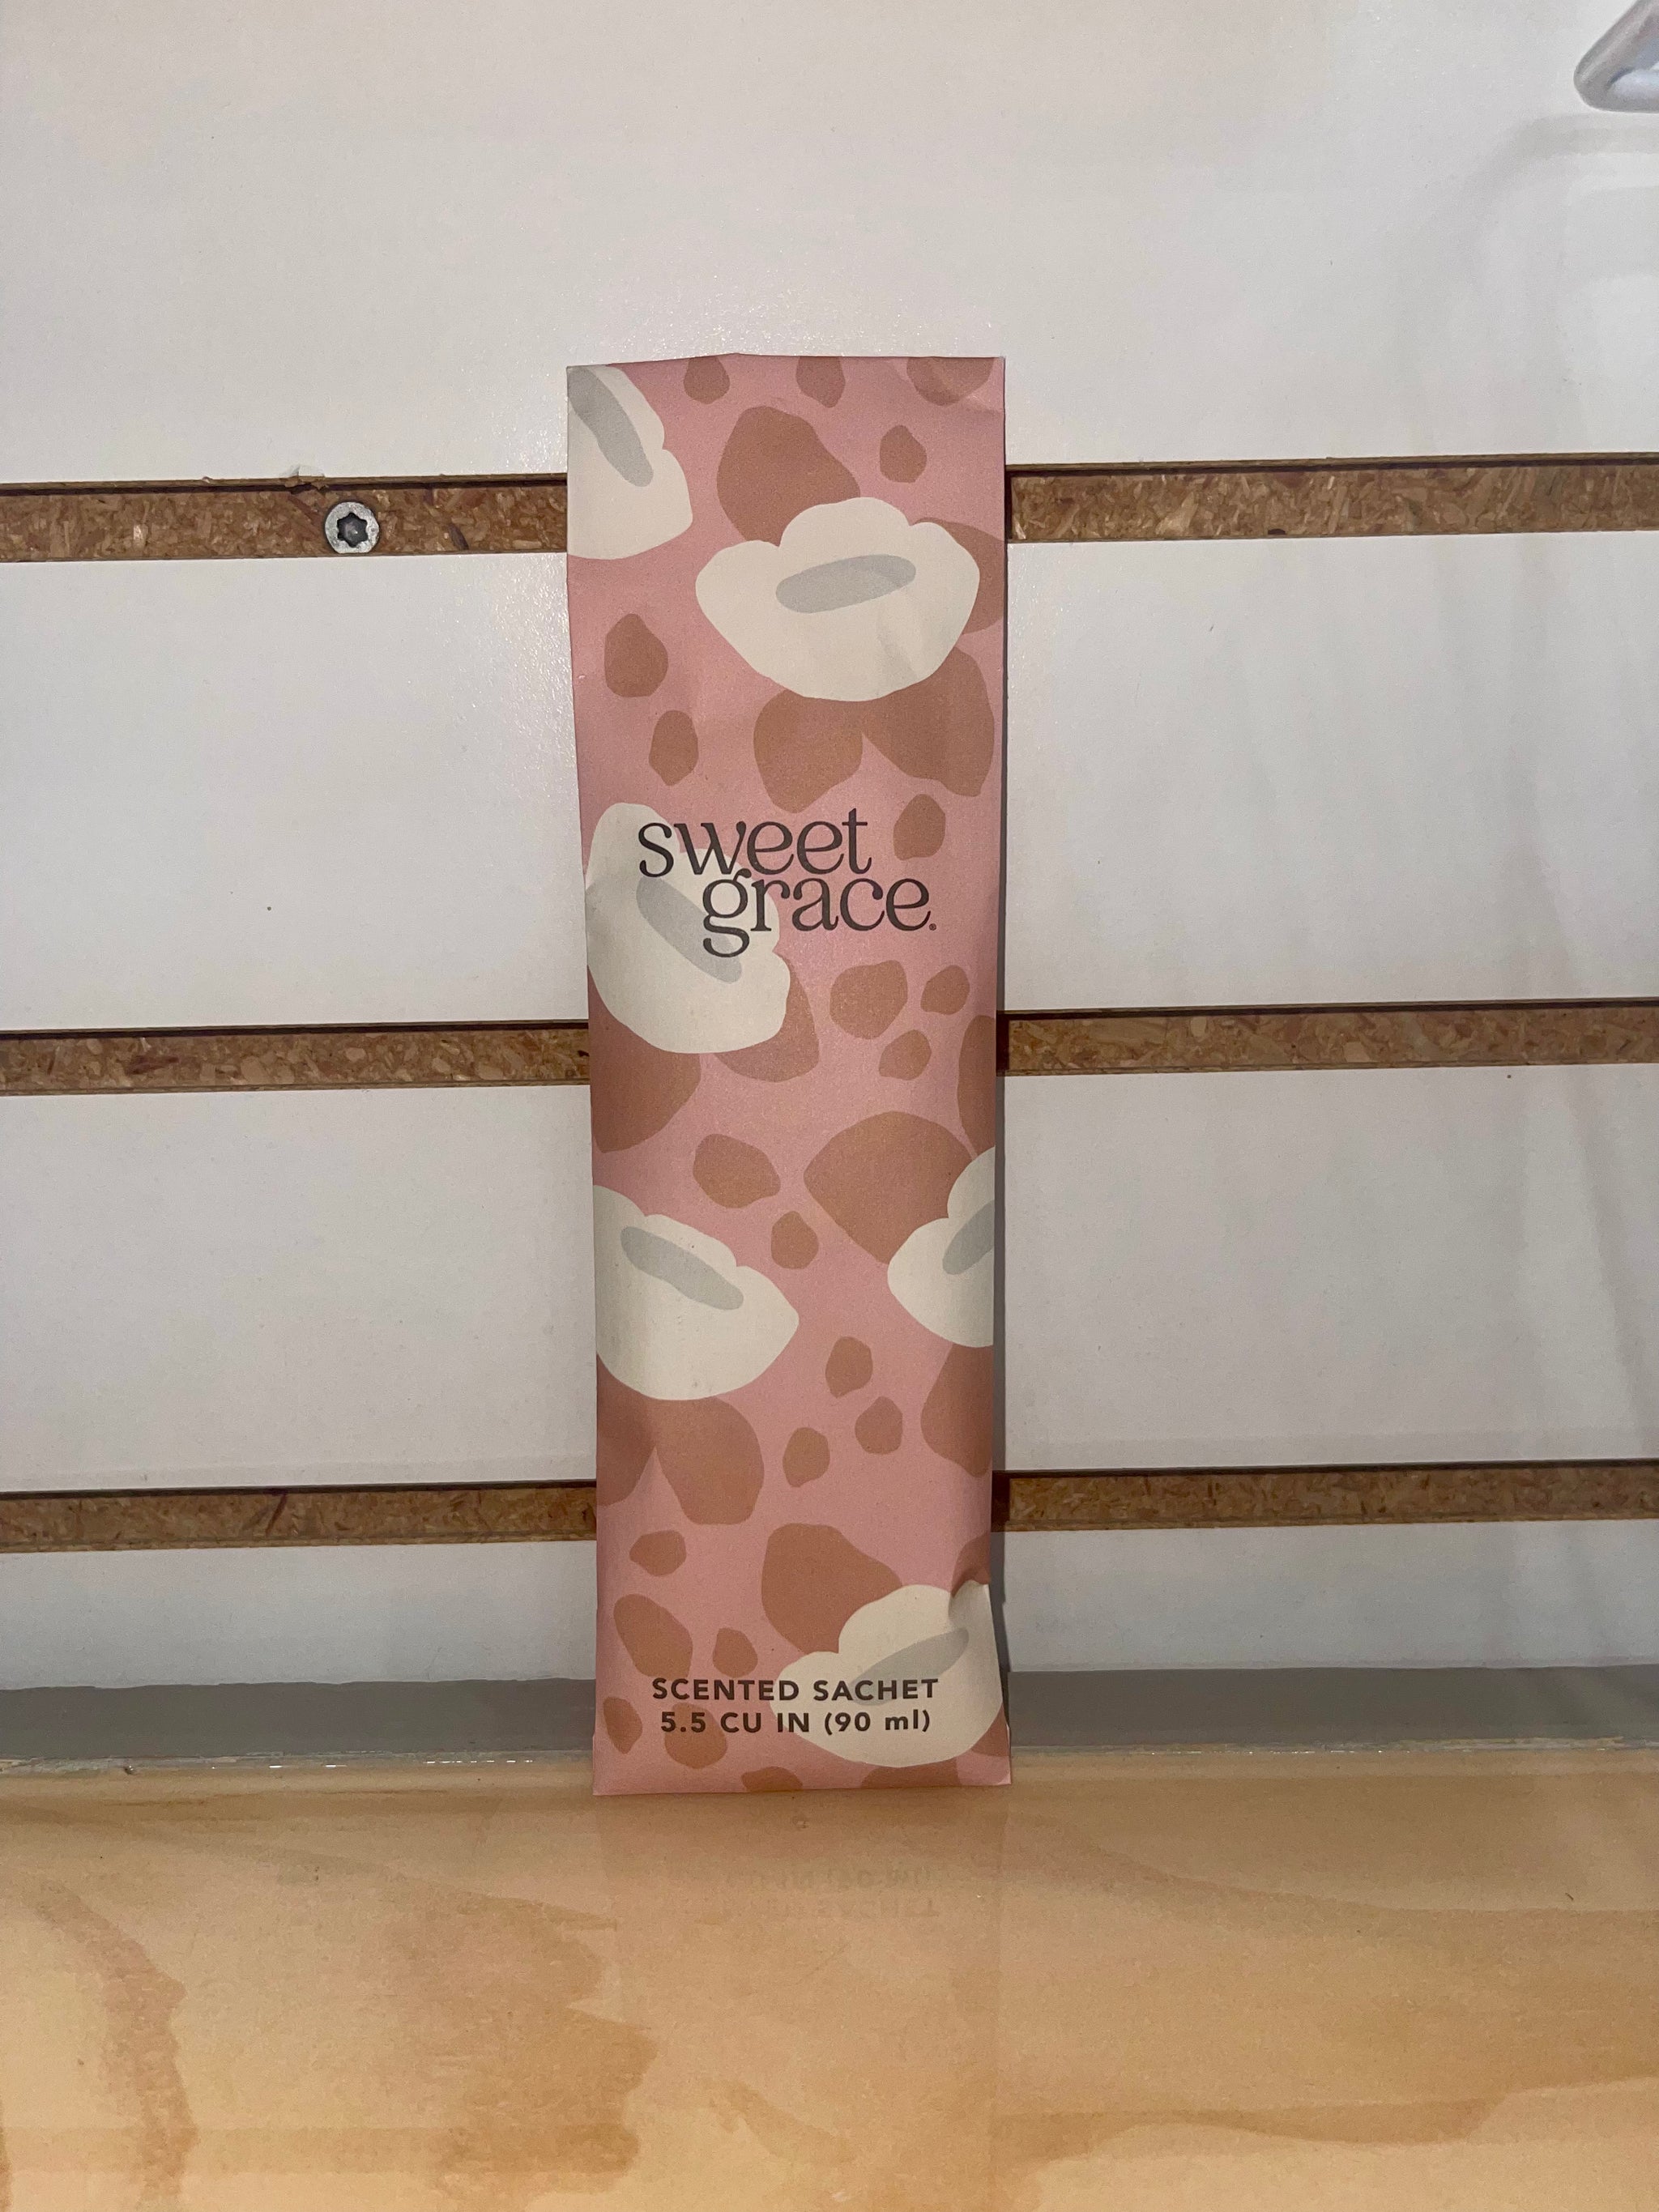 sweet
grace®
SCENTED SACHET
5.5 CU IN (90 ml)